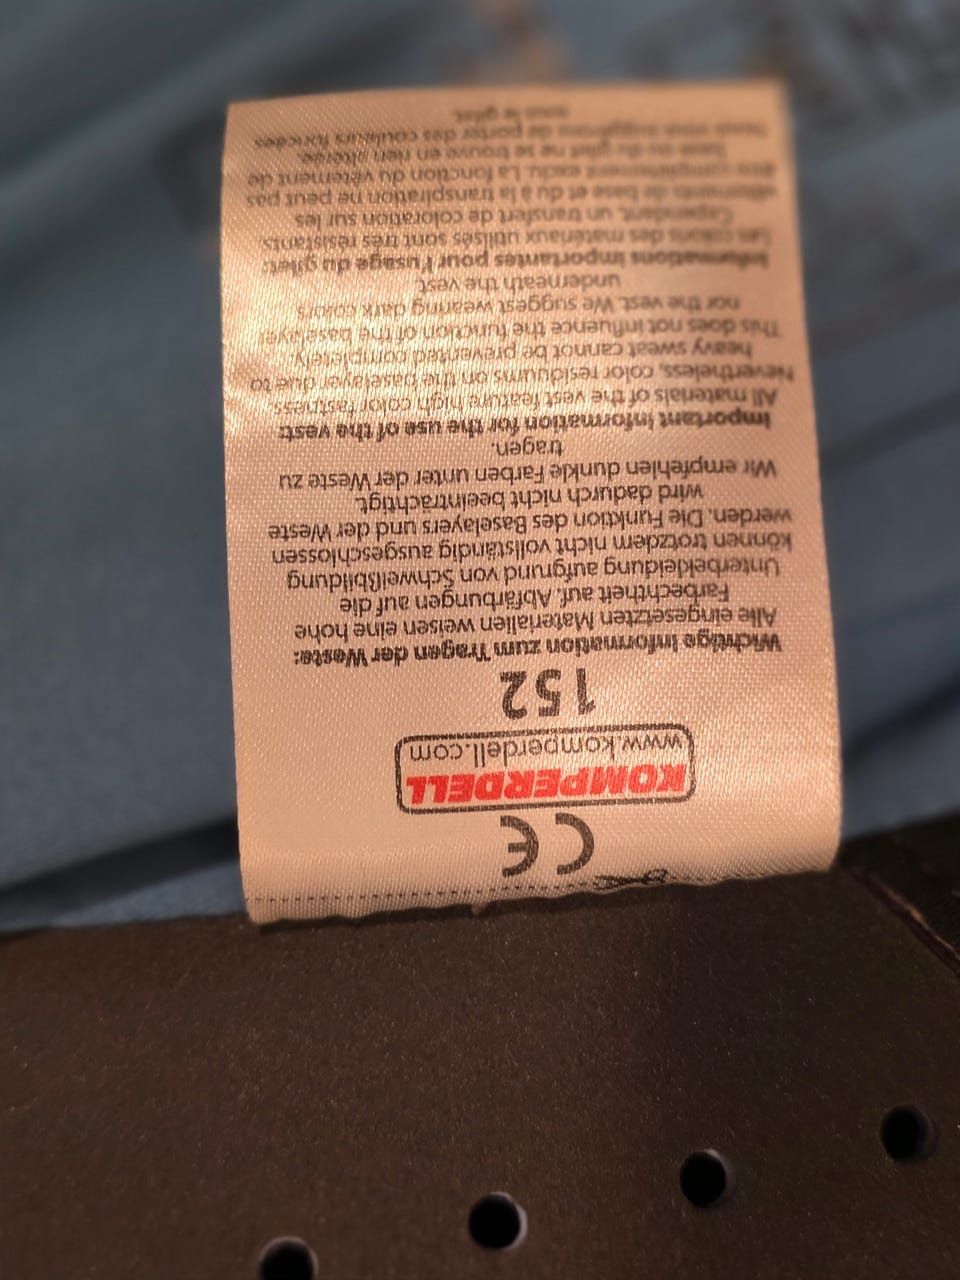 CE
KOMPERDELL
www.komperdell.com
152
Wichtige Information zum Tragen der Weste:
Alle eingesetzten Materialien weisen eine hohe
Farbechtheit auf. Abfärbungen auf die
Unterbekleidung aufgrund von Schweißbildung
können trotzdem nicht vollständig ausgeschlossen
werden. Die Funktion des Baselayers und der Weste
wird dadurch nicht beeinträchtigt.
Wir empfehlen dunkle Farben unter der Weste zu
tragen.
Important information for the use of the vest:
All materials of the vest feature high color fastness
Nevertheless, color residuums on the baselayer due to
heavy sweat cannot be prevented completely.
This does not influence the function of the baselayer
nor the vest. We suggest wearing dark colors
underneath the vest.
Informations importantes pour l'usage du gilet:
Les coloris des matériaux utilisés sont très résistants
Cependant, un transfert de coloration sur les
vêtements de base et du à la transpiration ne peut pas
être complètement exclu. La fonction du vêtement de
base ou du gilet ne se trouve en rien altérée.
Nous vous suggérons de porter des couleurs foncées
sous le gilet.